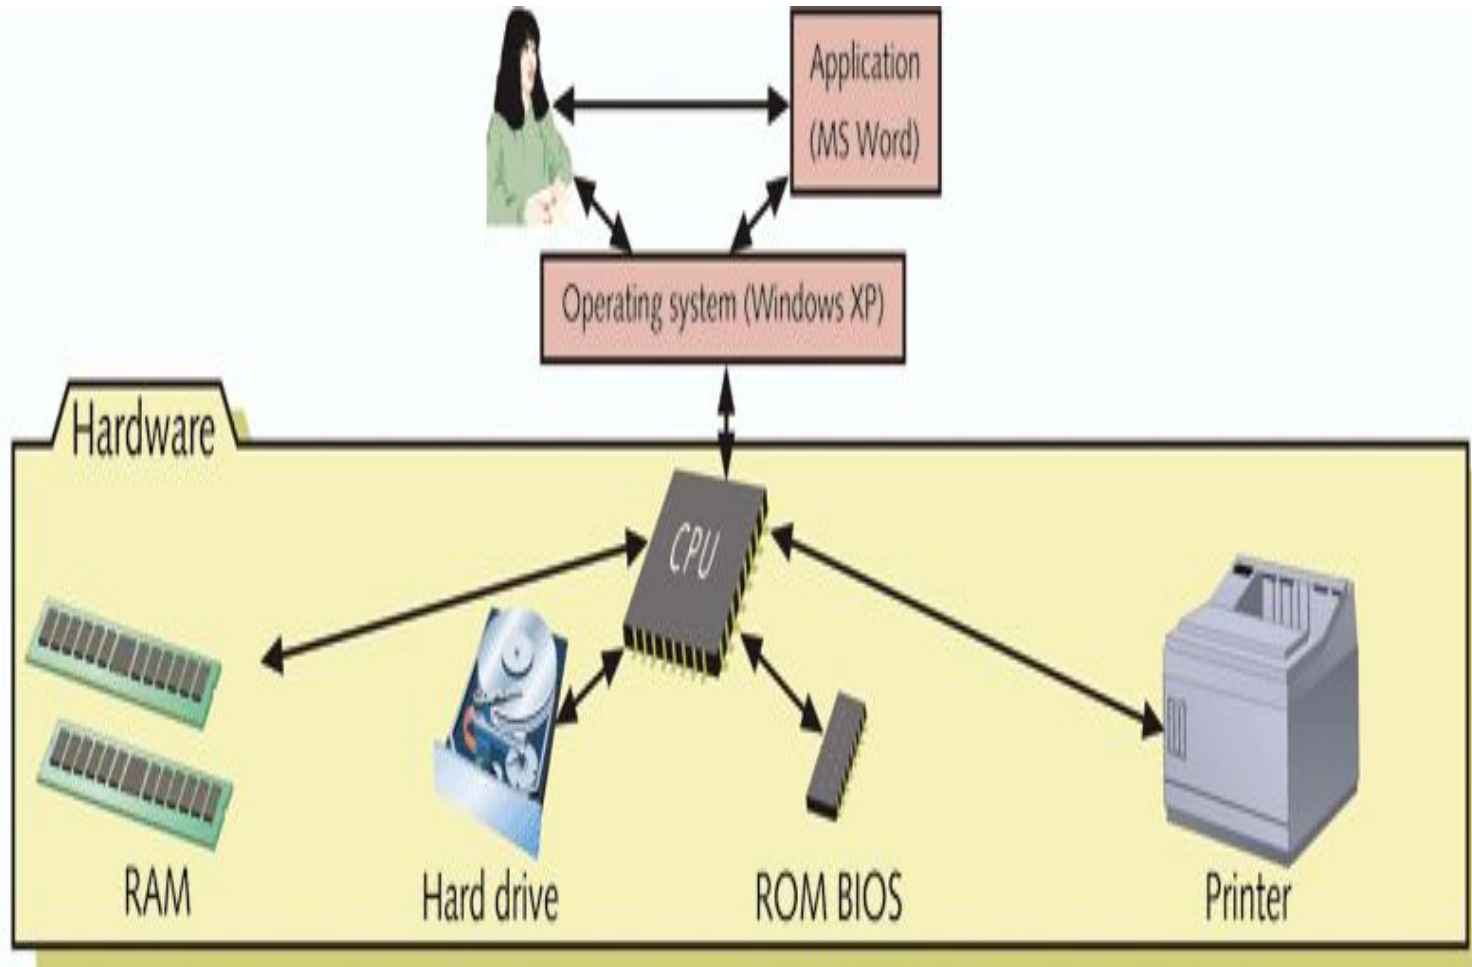 Application
(MS Word)
Operating system (Windows XP)
Hardware
CPU
RAM
Hard drive
ROM BIOS
Printer